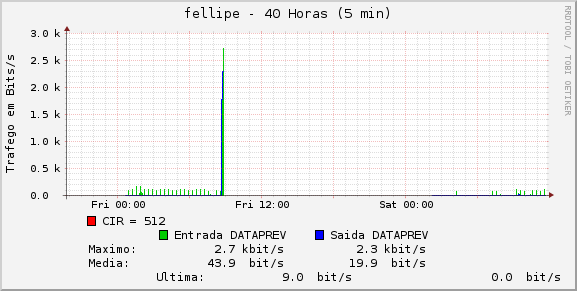 fellipe - 40 Horas (5 min)
RRDTOOL / TOBI OETIKER
Trafego em Bits/s
3.0 k
2.5 k
2.0 k
1.5 k
1.0 k
0.5 k
0.0
Fri 00:00 Fri 12:00 Sat 00:00
CIR = 512
Entrada DATAPREV Saida DATAPREV
Maximo: 2.7 kbit/s 2.3 kbit/s
Media: 43.9 bit/s 19.9 bit/s
Ultima: 9.0 bit/s 0.0 bit/s